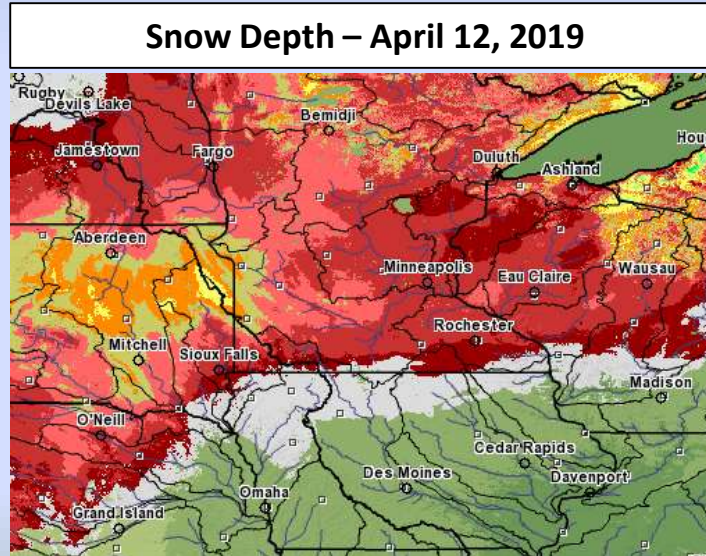 Snow Depth – April 12, 2019
Rugby
Devils Lake
Bemidji
Jamestown
Fargo
Duluth
Ashland
Hou
Aberdeen
Minneapolis
Eau Claire
Wausau
Rochester
Mitchell
Sioux Falls
Madison
O'Neill
Cedar Rapids
Des Moines
Davenport
Omaha
Grand Island